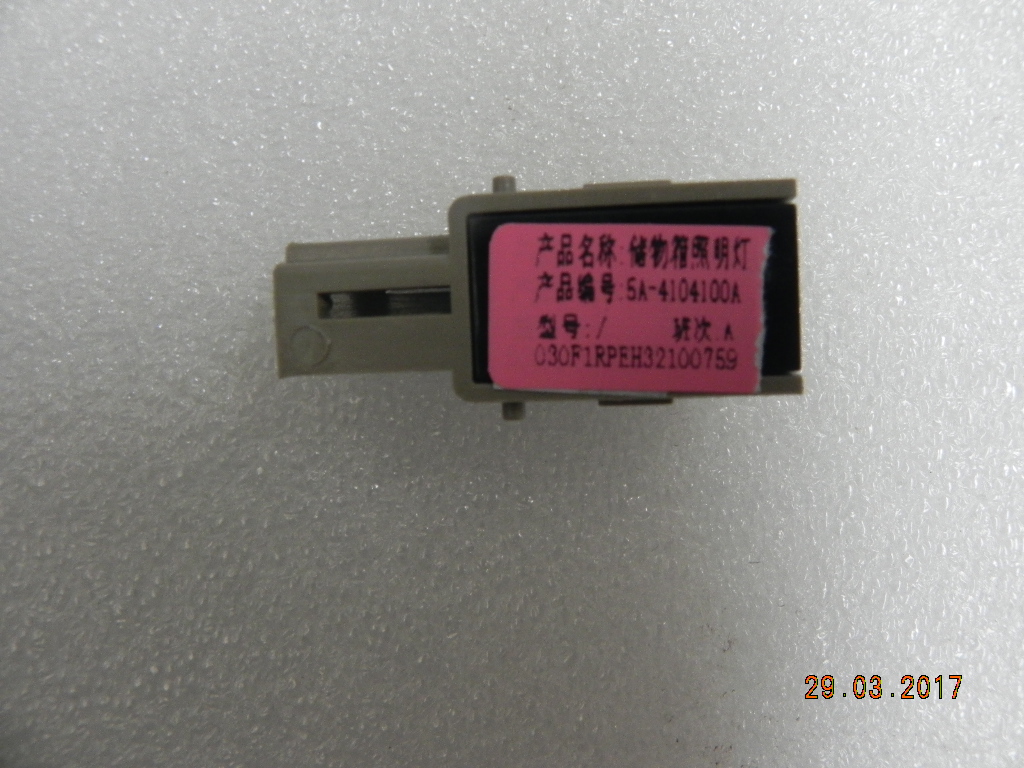 产品名称:储物箱照明灯
产品编号:5A-4104100A
型号:/ 班次:A
030F1RPEH32100759
29.03.2017